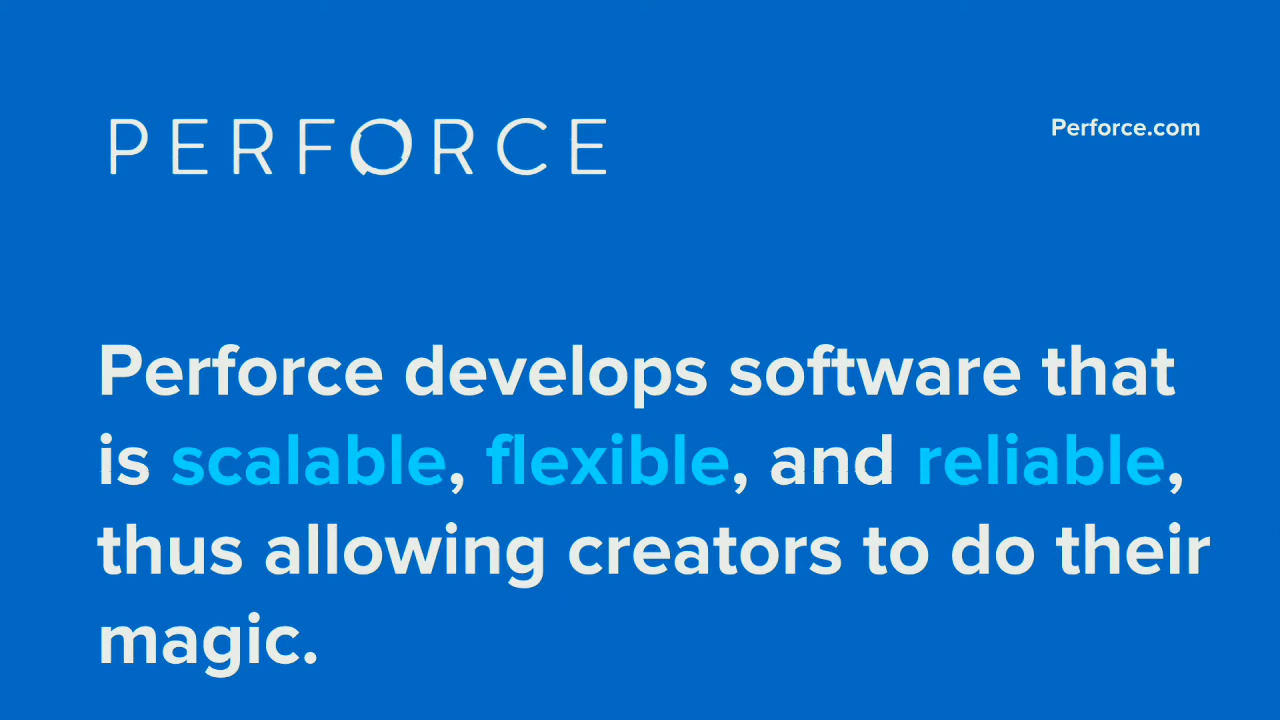 PERFORCE
Perforce.com
Perforce develops software that
is scalable, flexible, and reliable,
thus allowing creators to do their
magic.